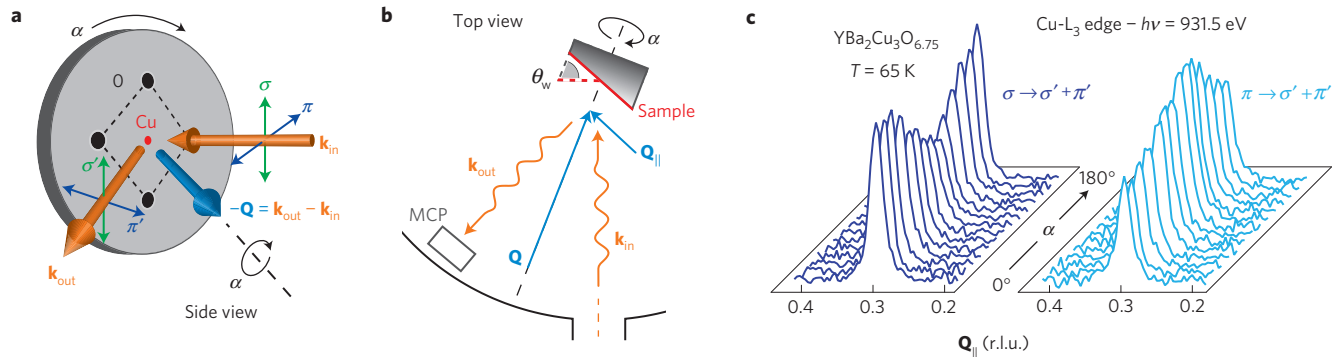 a
α
O
Cu
σ
π
k_in
σ′
π′
−Q = k_out − k_in
k_out
α
Side view
b
Top view
α
θ_w
Sample
Q_||
k_out
MCP
Q
k_in
c
Cu-L₃ edge − hν = 931.5 eV
YBa₂Cu₃O₆.₇₅
T = 65 K
σ → σ′ + π′
π → σ′ + π′
180°
α
0°
0.4
0.3
0.2
0.4
0.3
0.2
Q_|| (r.l.u.)